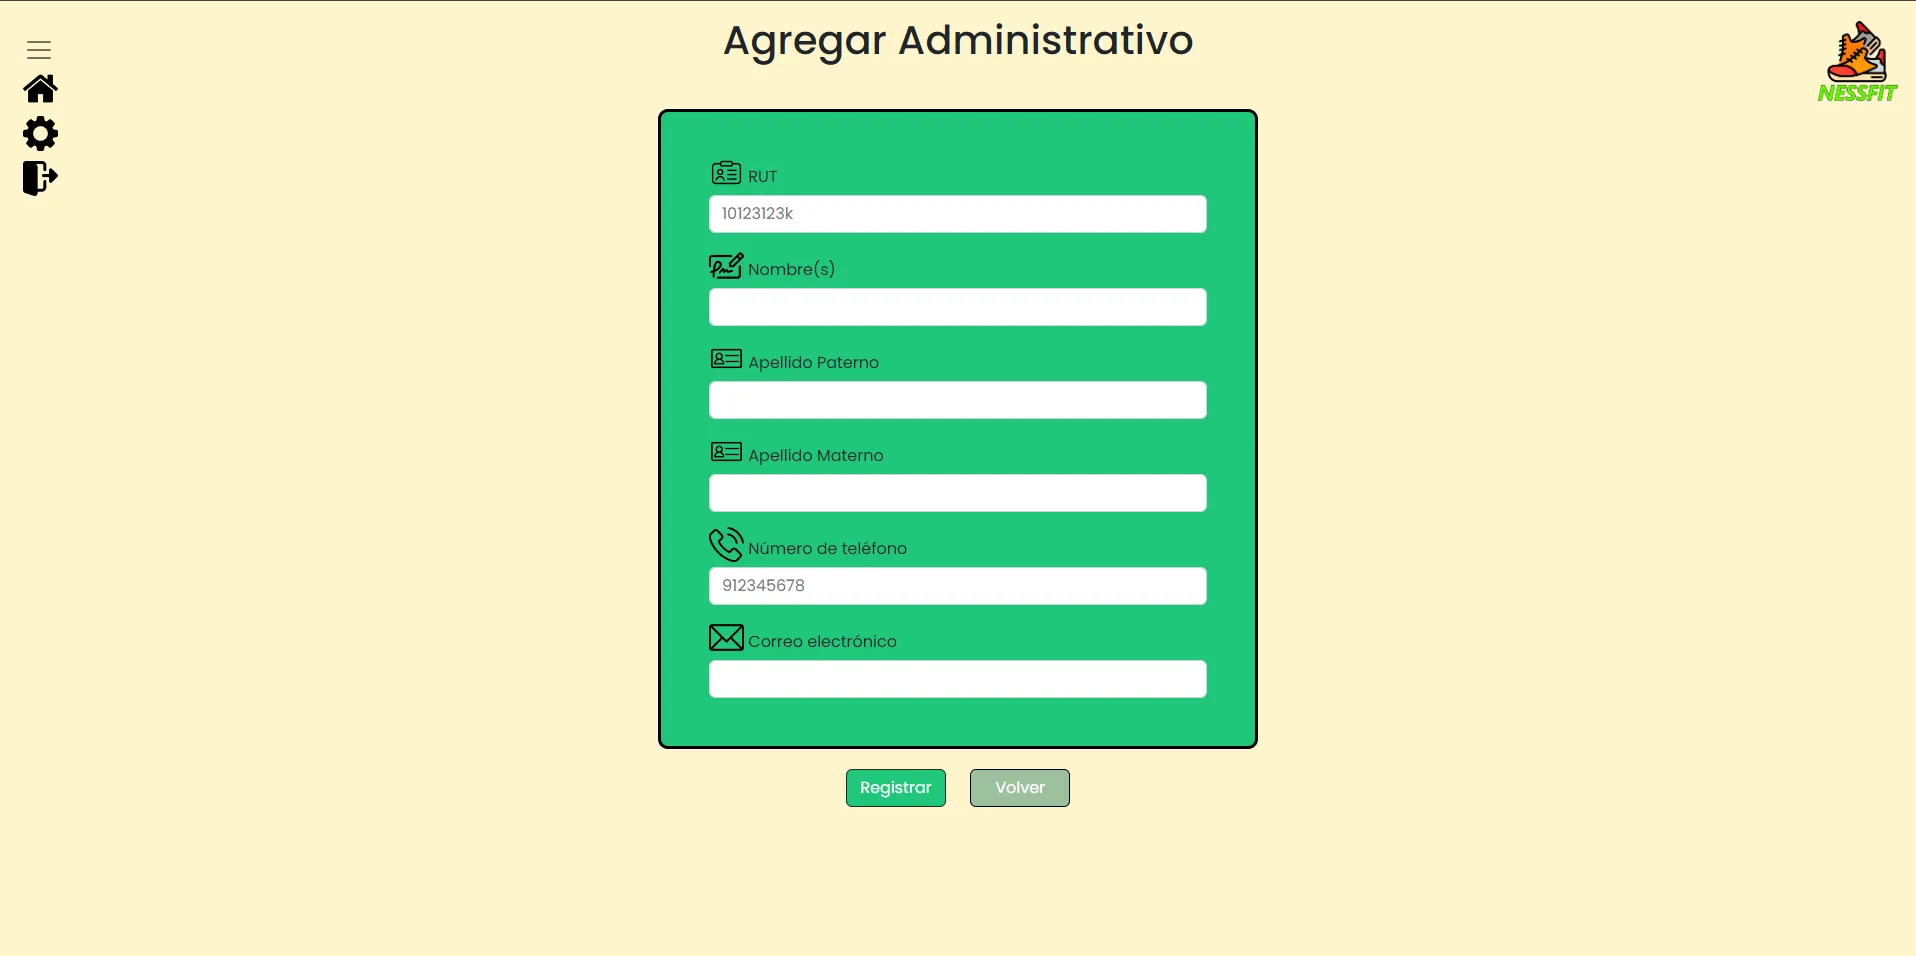 Agregar Administrativo
NESSFIT
RUT
10123123k
Nombre(s)
Apellido Paterno
Apellido Materno
Número de teléfono
912345678
Correo electrónico
Registrar
Volver